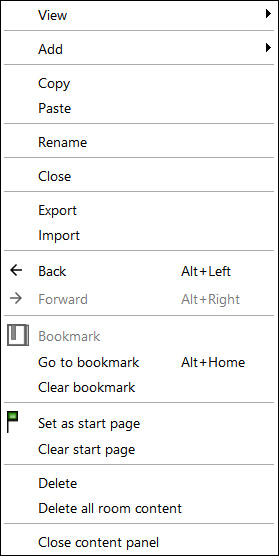 View
Add
Copy
Paste
Rename
Close
Export
Import
Back Alt+Left
Forward Alt+Right
Bookmark
Go to bookmark Alt+Home
Clear bookmark
Set as start page
Clear start page
Delete
Delete all room content
Close content panel